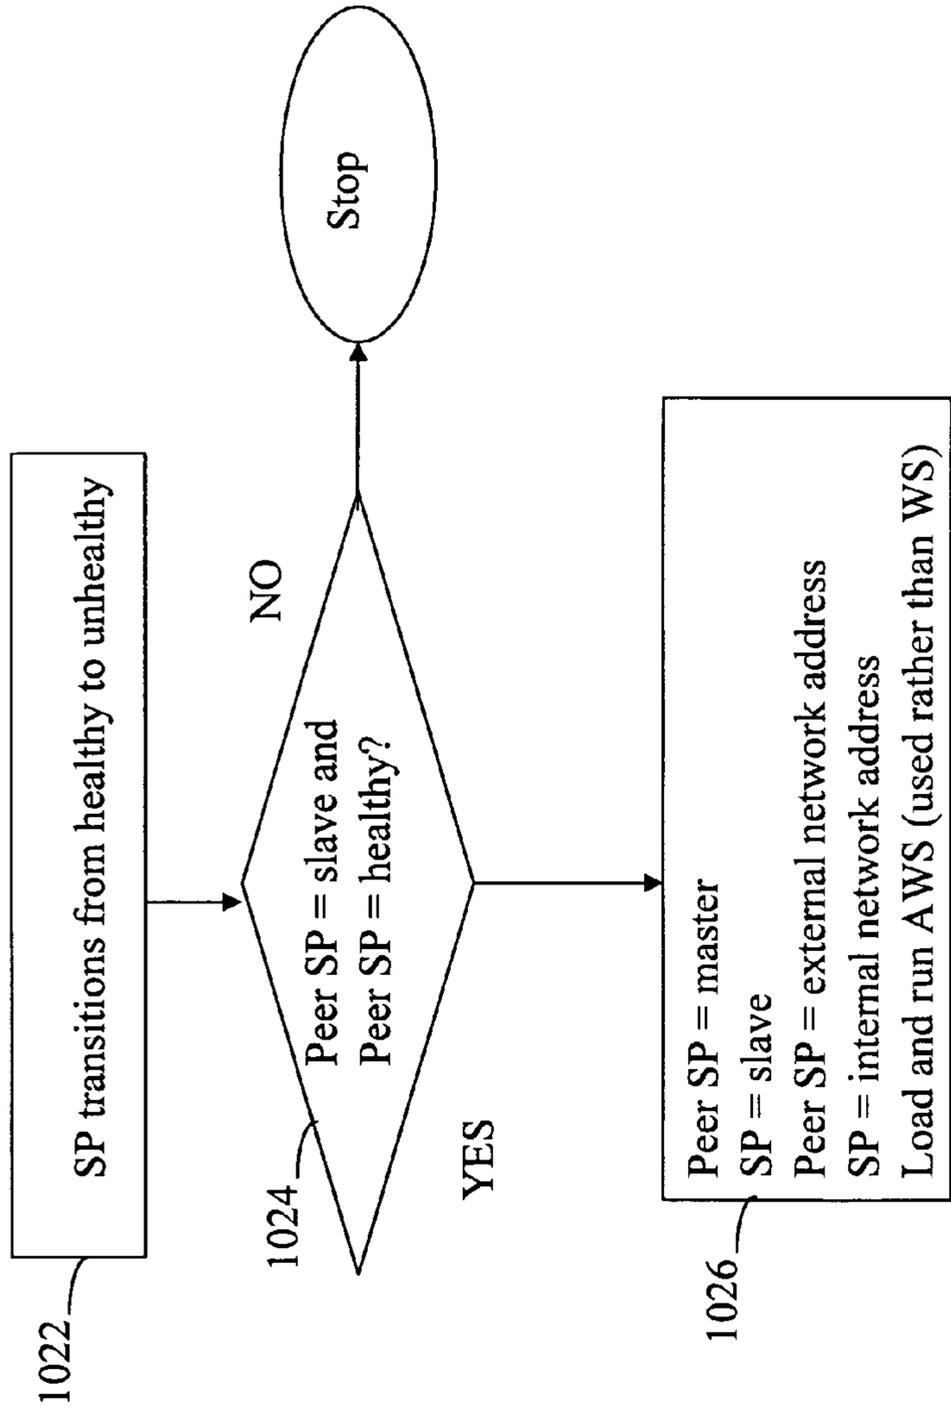 1022
SP transitions from healthy to unhealthy
1024
Peer SP = slave and
Peer SP = healthy?
NO
Stop
YES
1026
Peer SP = master
SP = slave
Peer SP = external network address
SP = internal network address
Load and run AWS (used rather than WS)